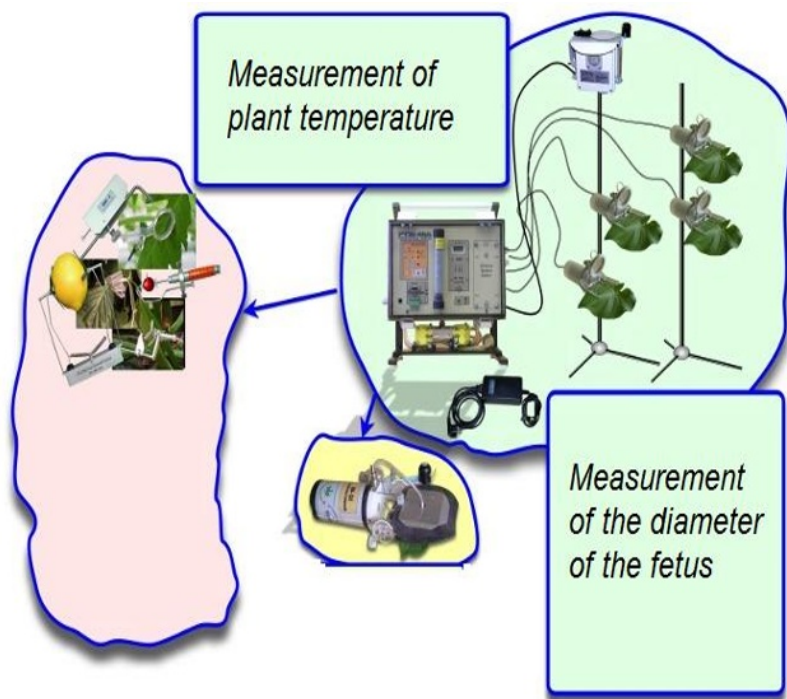 Measurement of
plant temperature
Measurement
of the diameter
of the fetus